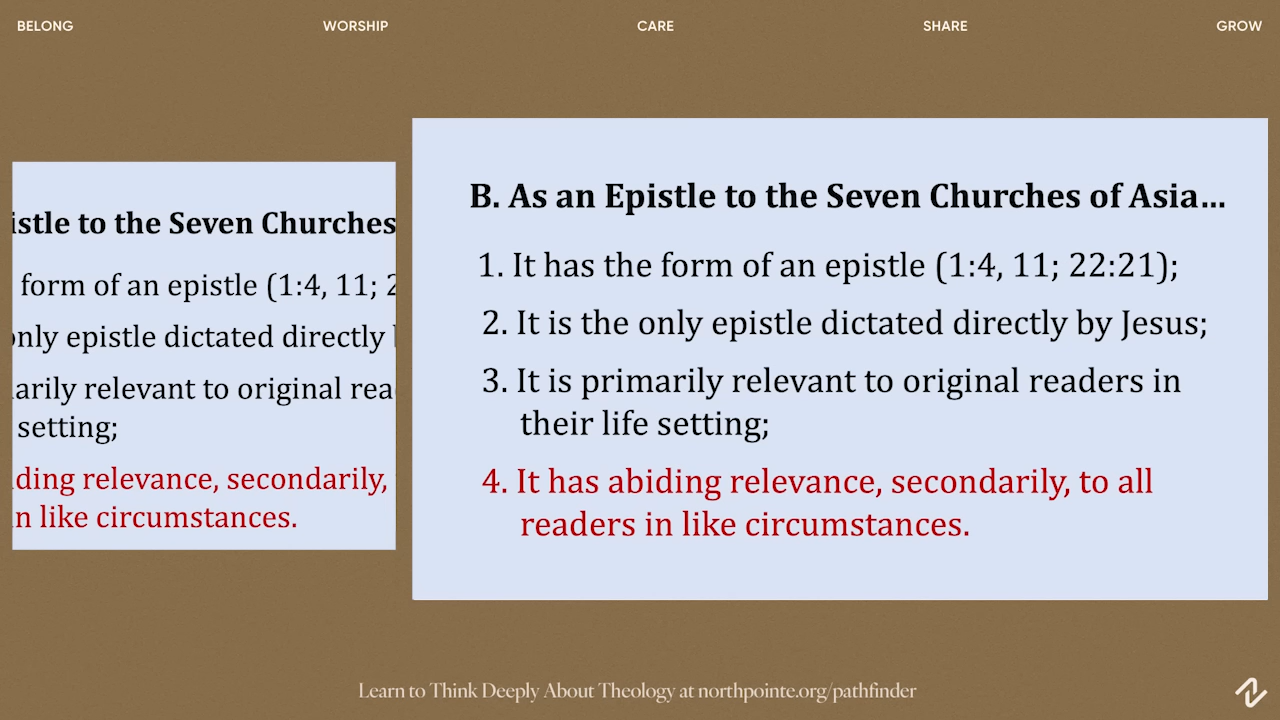 BELONG WORSHIP CARE SHARE GROW
istle to the Seven Churches
form of an epistle (1:4, 11; 2
only epistle dictated directly
arily relevant to original rea
setting;
ding relevance, secondarily,
n like circumstances.
B. As an Epistle to the Seven Churches of Asia...
1. It has the form of an epistle (1:4, 11; 22:21);
2. It is the only epistle dictated directly by Jesus;
3. It is primarily relevant to original readers in
their life setting;
4. It has abiding relevance, secondarily, to all
readers in like circumstances.
Learn to Think Deeply About Theology at northpointe.org/pathfinder